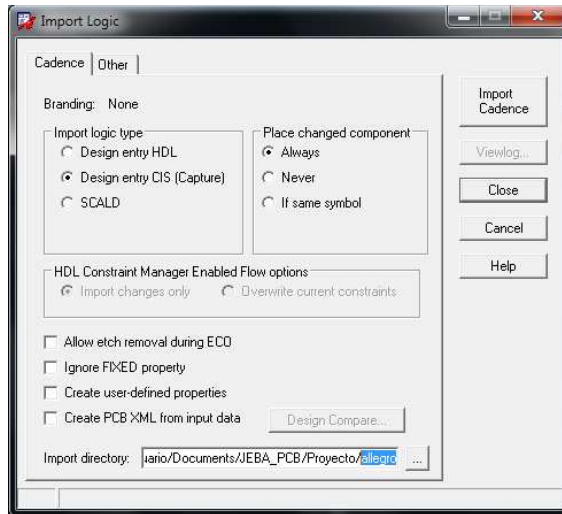 Import Logic
Cadence Other
Branding: None
Import logic type
Design entry HDL
Design entry CIS (Capture)
SCALD
Place changed component
Always
Never
If same symbol
HDL Constraint Manager Enabled Flow options
Import changes only Overwrite current constraints
Allow etch removal during ECO
Ignore FIXED property
Create user-defined properties
Create PCB XML from input data Design Compare...
Import directory: uario/Documents/JEBA_PCB/Proyecto/allegro ...
Import
Cadence
Viewlog...
Close
Cancel
Help